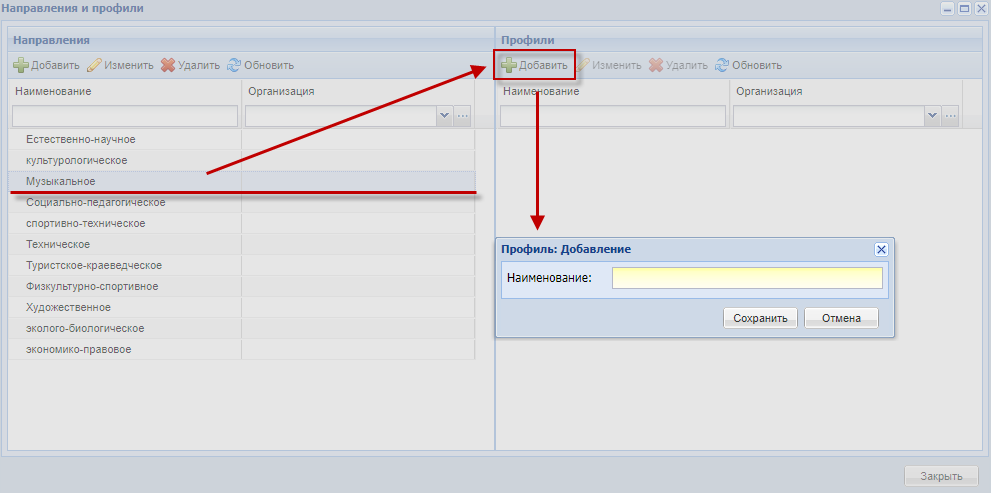 Направления и профили
Направления
Добавить Изменить Удалить Обновить
Наименование Организация
Естественно-научное
культурологическое
Музыкальное
Социально-педагогическое
спортивно-техническое
Техническое
Туристское-краеведческое
Физкультурно-спортивное
Художественное
эколого-биологическое
экономико-правовое
Профили
Добавить Изменить Удалить Обновить
Наименование Организация
Профиль: Добавление
Наименование:
Сохранить Отмена
Закрыть